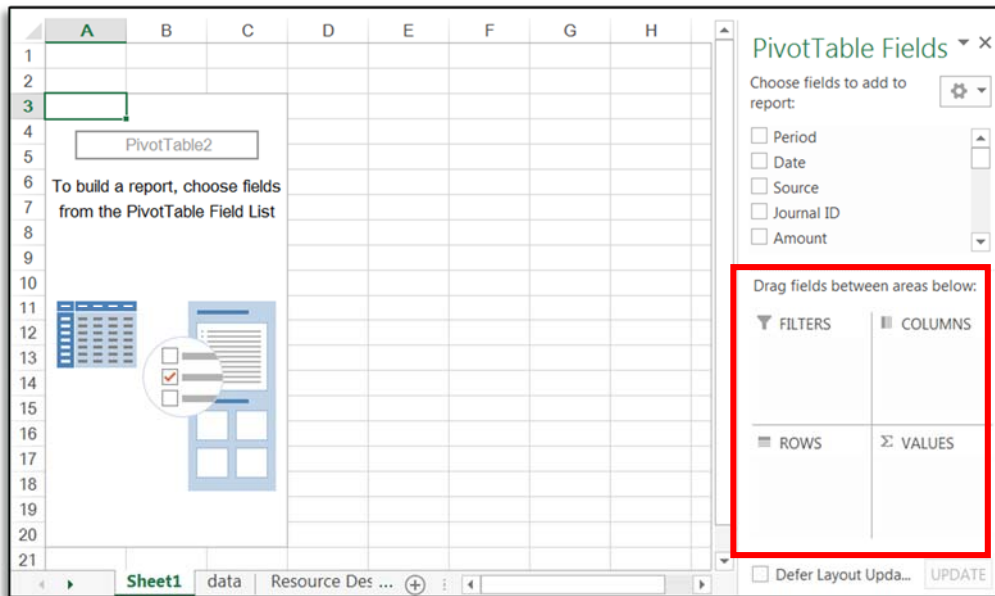 A B C D E F G H
1
2
3
4
5
6
7
8
9
10
11
12
13
14
15
16
17
18
19
20
21
PivotTable2
To build a report, choose fields
from the PivotTable Field List
Sheet1 data Resource Des ...
PivotTable Fields
Choose fields to add to
report:
Period
Date
Source
Journal ID
Amount
Drag fields between areas below:
FILTERS
COLUMNS
ROWS
Σ VALUES
Defer Layout Upda... UPDATE